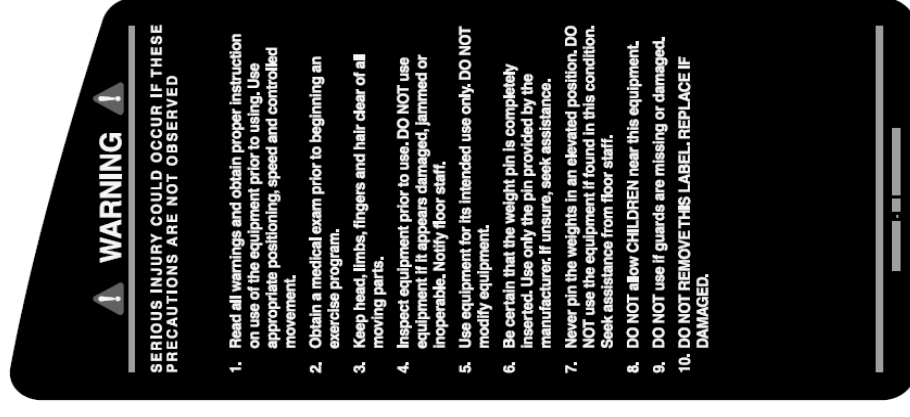 WARNING
SERIOUS INJURY COULD OCCUR IF THESE
PRECAUTIONS ARE NOT OBSERVED
1. Read all warnings and obtain proper instruction
on use of the equipment prior to using. Use
appropriate positioning, speed and controlled
movement.
2. Obtain a medical exam prior to beginning an
exercise program.
3. Keep head, limbs, fingers and hair clear of all
moving parts.
4. Inspect equipment prior to use. DO NOT use
equipment if it appears damaged, jammed or
inoperable. Notify floor staff.
5. Use equipment for its intended use only. DO NOT
modify equipment.
6. Be certain that the weight pin is completely
inserted. Use only the pin provided by the
manufacturer. If unsure, seek assistance.
7. Never pin the weights in an elevated position. DO
NOT use the equipment if found in this condition.
Seek assistance from floor staff.
8. DO NOT allow CHILDREN near this equipment.
9. DO NOT use if guards are missing or damaged.
10. DO NOT REMOVE THIS LABEL. REPLACE IF
DAMAGED.